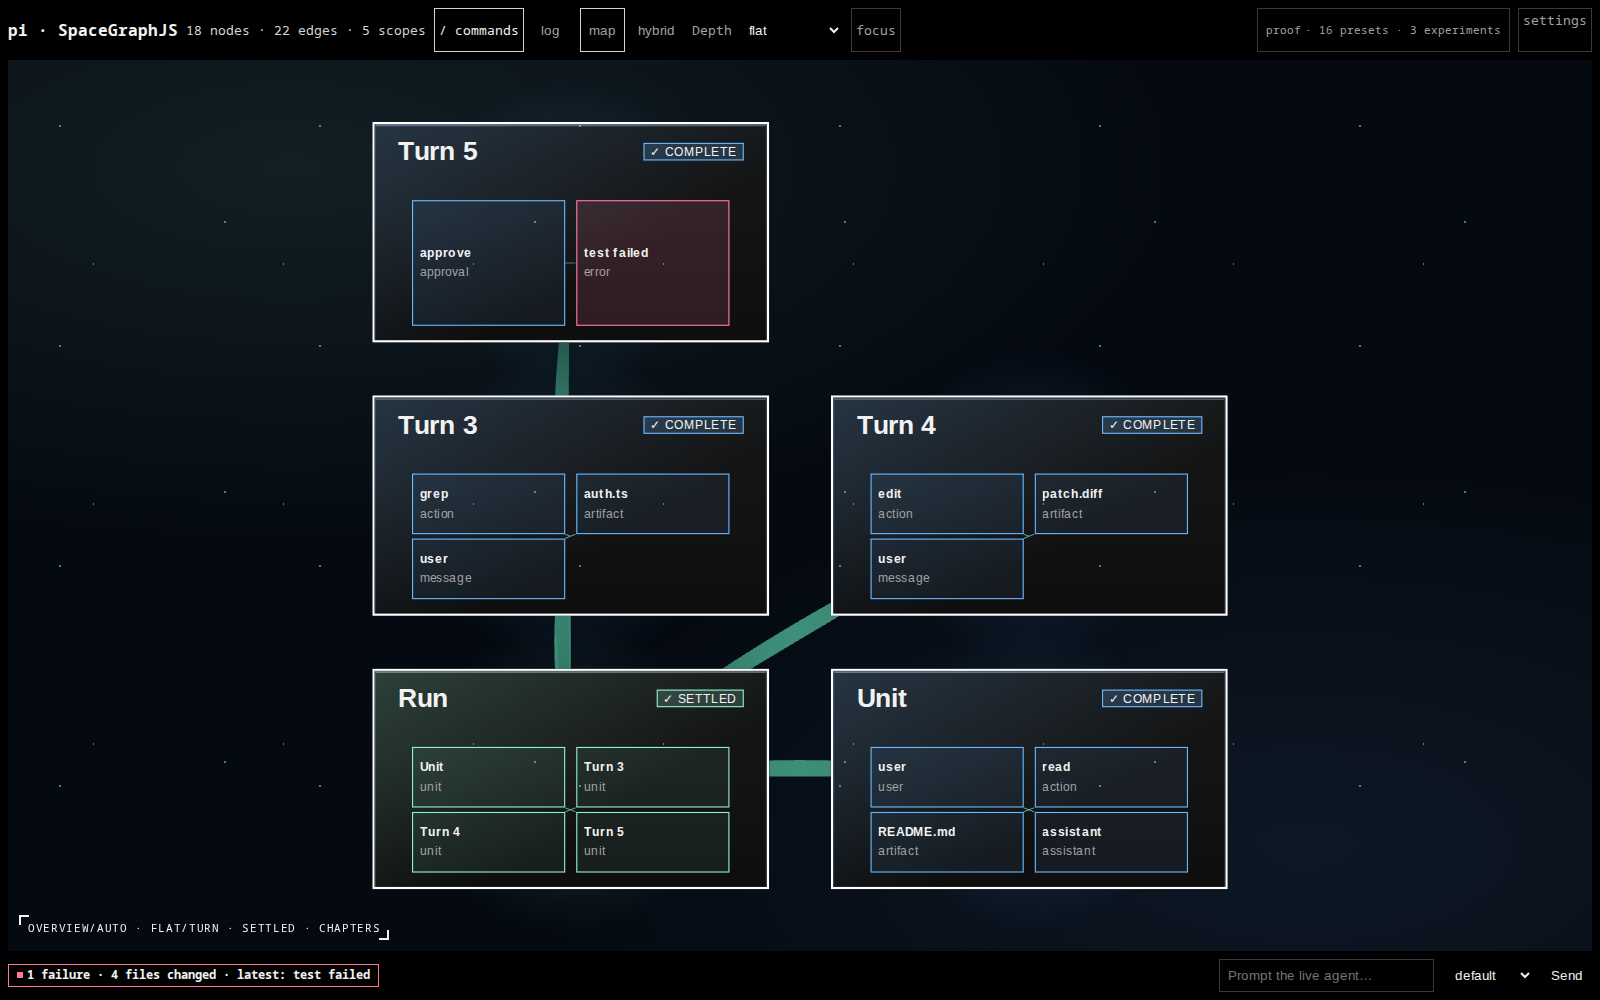 pi · SpaceGraphJS 18 nodes · 22 edges · 5 scopes / commands log map hybrid Depth flat focus proof · 16 presets · 3 experiments settings
Turn 5 ✓ COMPLETE
approve test failed
approval error
Turn 3 ✓ COMPLETE
grep auth.ts
action artifact
user
message
Turn 4 ✓ COMPLETE
edit patch.diff
action artifact
user
message
Run ✓ SETTLED
Unit Turn 3
unit unit
Turn 4 Turn 5
unit unit
Unit ✓ COMPLETE
user read
user action
README.md assistant
artifact assistant
OVERVIEW/AUTO · FLAT/TURN · SETTLED · CHAPTERS
1 failure · 4 files changed · latest: test failed
Prompt the live agent… default Send